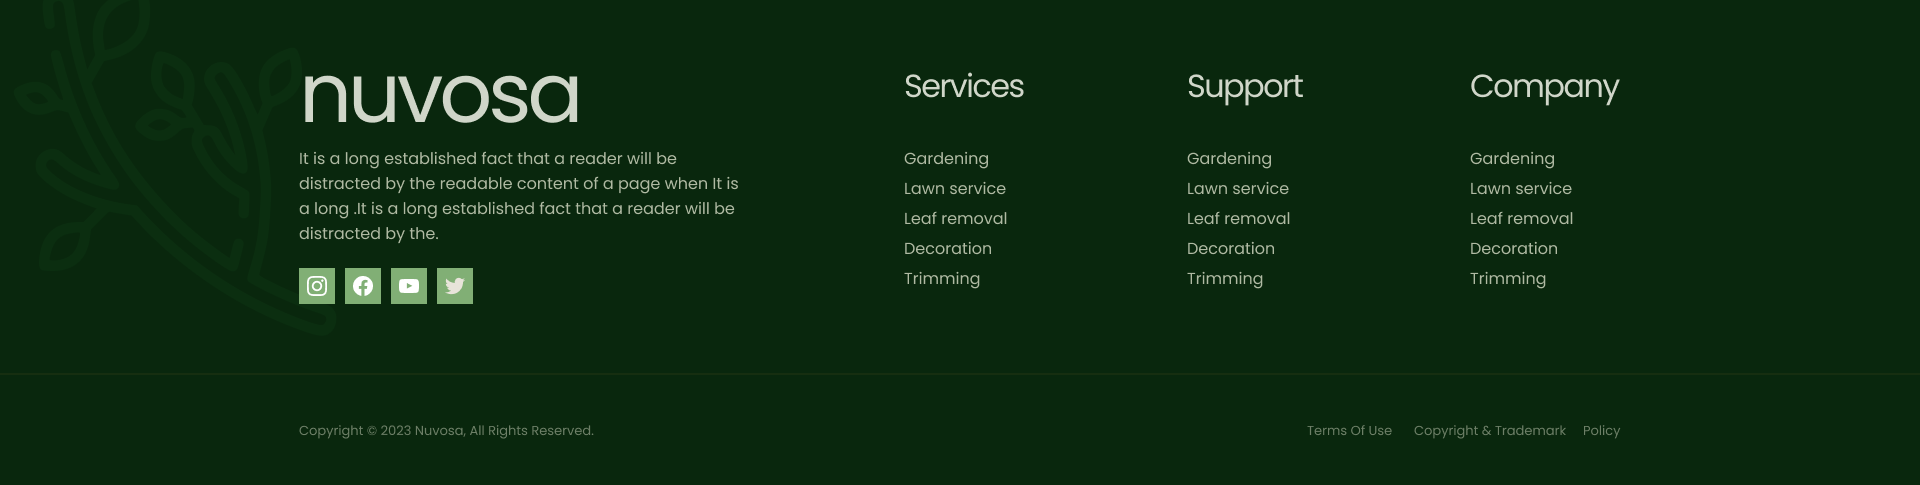 nuvosa
It is a long established fact that a reader will be
distracted by the readable content of a page when It is
a long .It is a long established fact that a reader will be
distracted by the.
Services
Gardening
Lawn service
Leaf removal
Decoration
Trimming
Support
Gardening
Lawn service
Leaf removal
Decoration
Trimming
Company
Gardening
Lawn service
Leaf removal
Decoration
Trimming
Copyright © 2023 Nuvosa, All Rights Reserved.
Terms Of Use Copyright & Trademark Policy